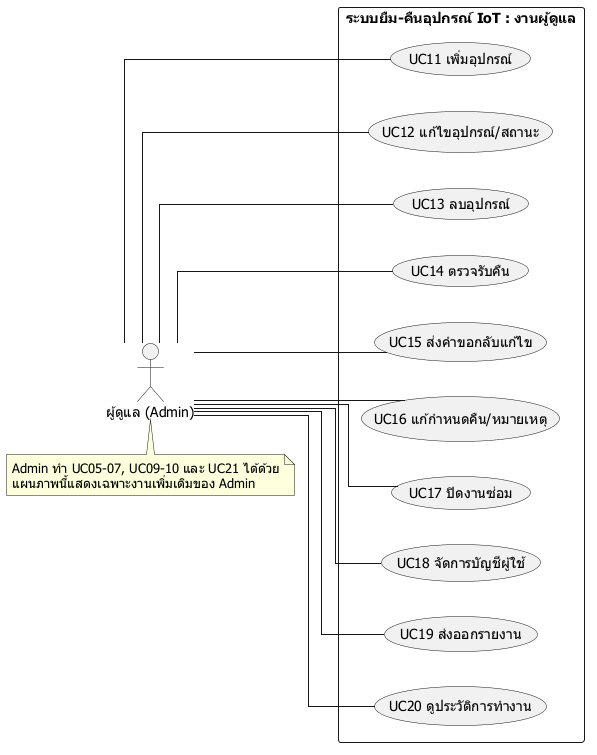 ระบบยืม-คืนอุปกรณ์ IoT : งานผู้ดูแล
UC11 เพิ่มอุปกรณ์
UC12 แก้ไขอุปกรณ์/สถานะ
UC13 ลบอุปกรณ์
UC14 ตรวจรับคืน
UC15 ส่งคำขอกลับแก้ไข
ผู้ดูแล (Admin)
UC16 แก้กำหนดคืน/หมายเหตุ
Admin ทำ UC05-07, UC09-10 และ UC21 ได้ด้วย
แผนภาพนี้แสดงเฉพาะงานเพิ่มเติมของ Admin
UC17 ปิดงานซ่อม
UC18 จัดการบัญชีผู้ใช้
UC19 ส่งออกรายงาน
UC20 ดูประวัติการทำงาน